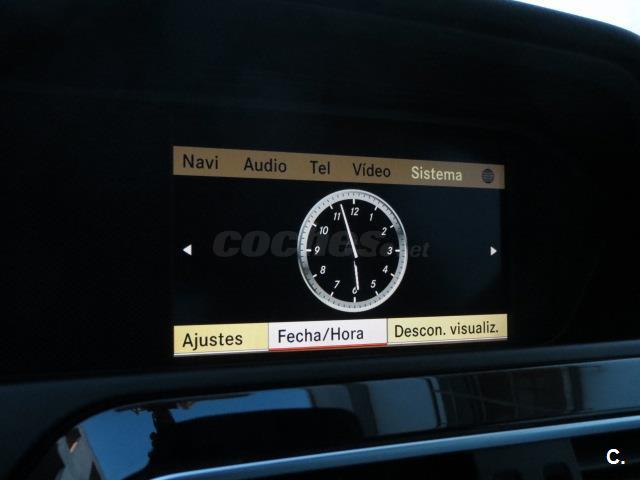 Navi Audio Tel Vídeo Sistema
12
11 1
10 2
9 3
8 4
7 5
6
coches.net
Ajustes Fecha/Hora Descon. visualiz.
C.